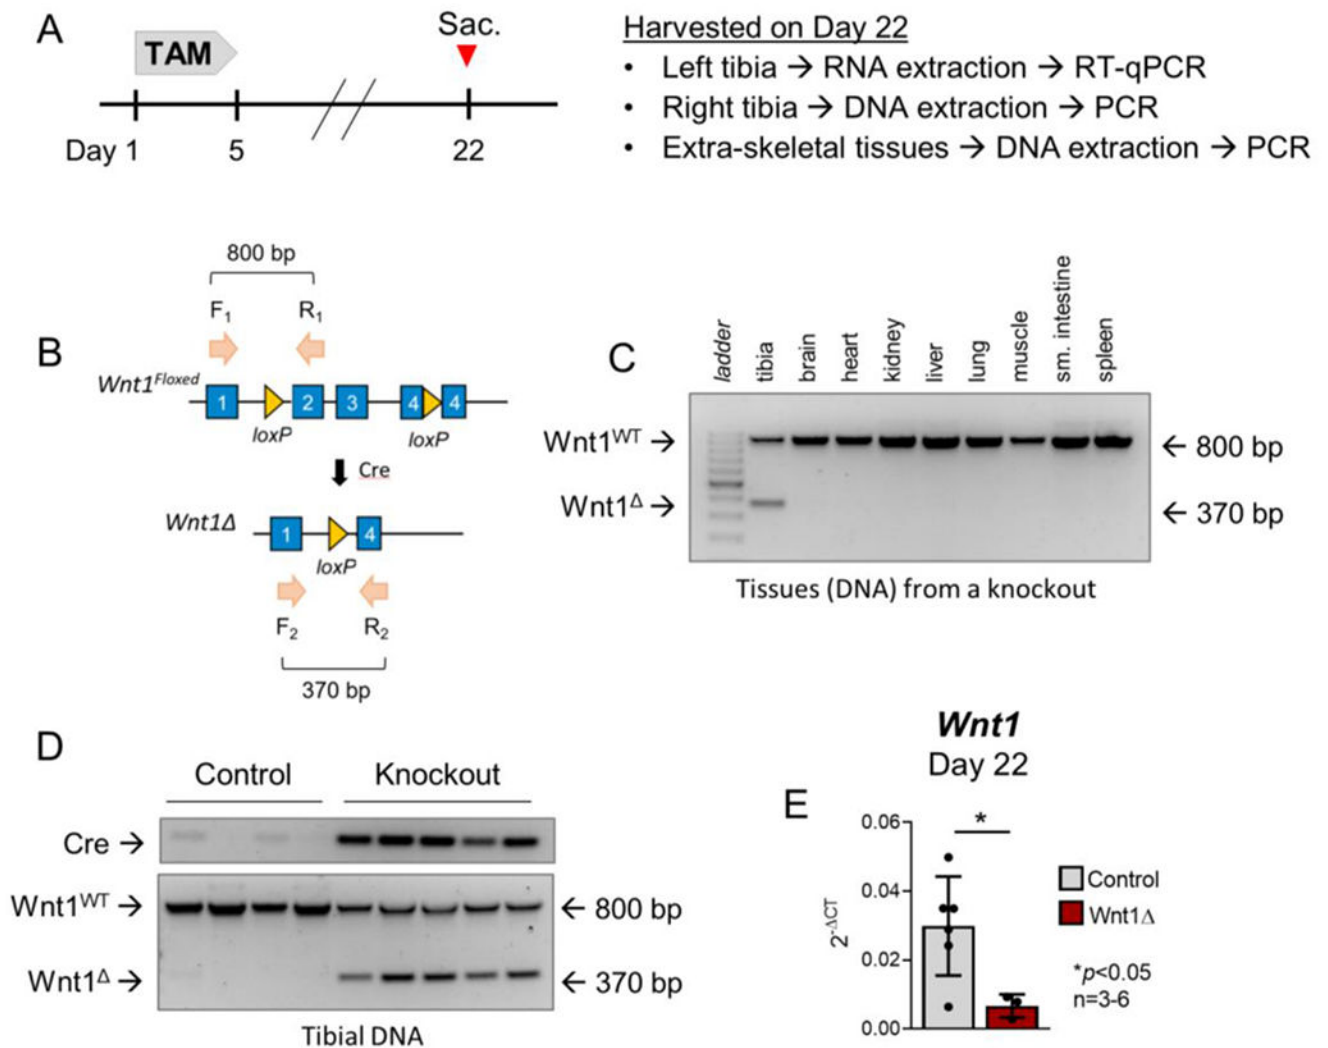 A
TAM
Sac.
Day 1
5
22
Harvested on Day 22
• Left tibia → RNA extraction → RT-qPCR
• Right tibia → DNA extraction → PCR
• Extra-skeletal tissues → DNA extraction → PCR
B
800 bp
F1 R1
Wnt1Floxed
1 2 3 4 4
loxP loxP
Cre
Wnt1Δ
1 4
loxP
F2 R2
370 bp
C
ladder
tibia
brain
heart
kidney
liver
lung
muscle
sm. intestine
spleen
Wnt1WT → ← 800 bp
Wnt1Δ → ← 370 bp
Tissues (DNA) from a knockout
D
Control Knockout
Cre →
Wnt1WT → ← 800 bp
Wnt1Δ → ← 370 bp
Tibial DNA
E
Wnt1
Day 22
2-ΔCT
0.06
0.04
0.02
0.00
*
Control
Wnt1Δ
*p<0.05
n=3-6